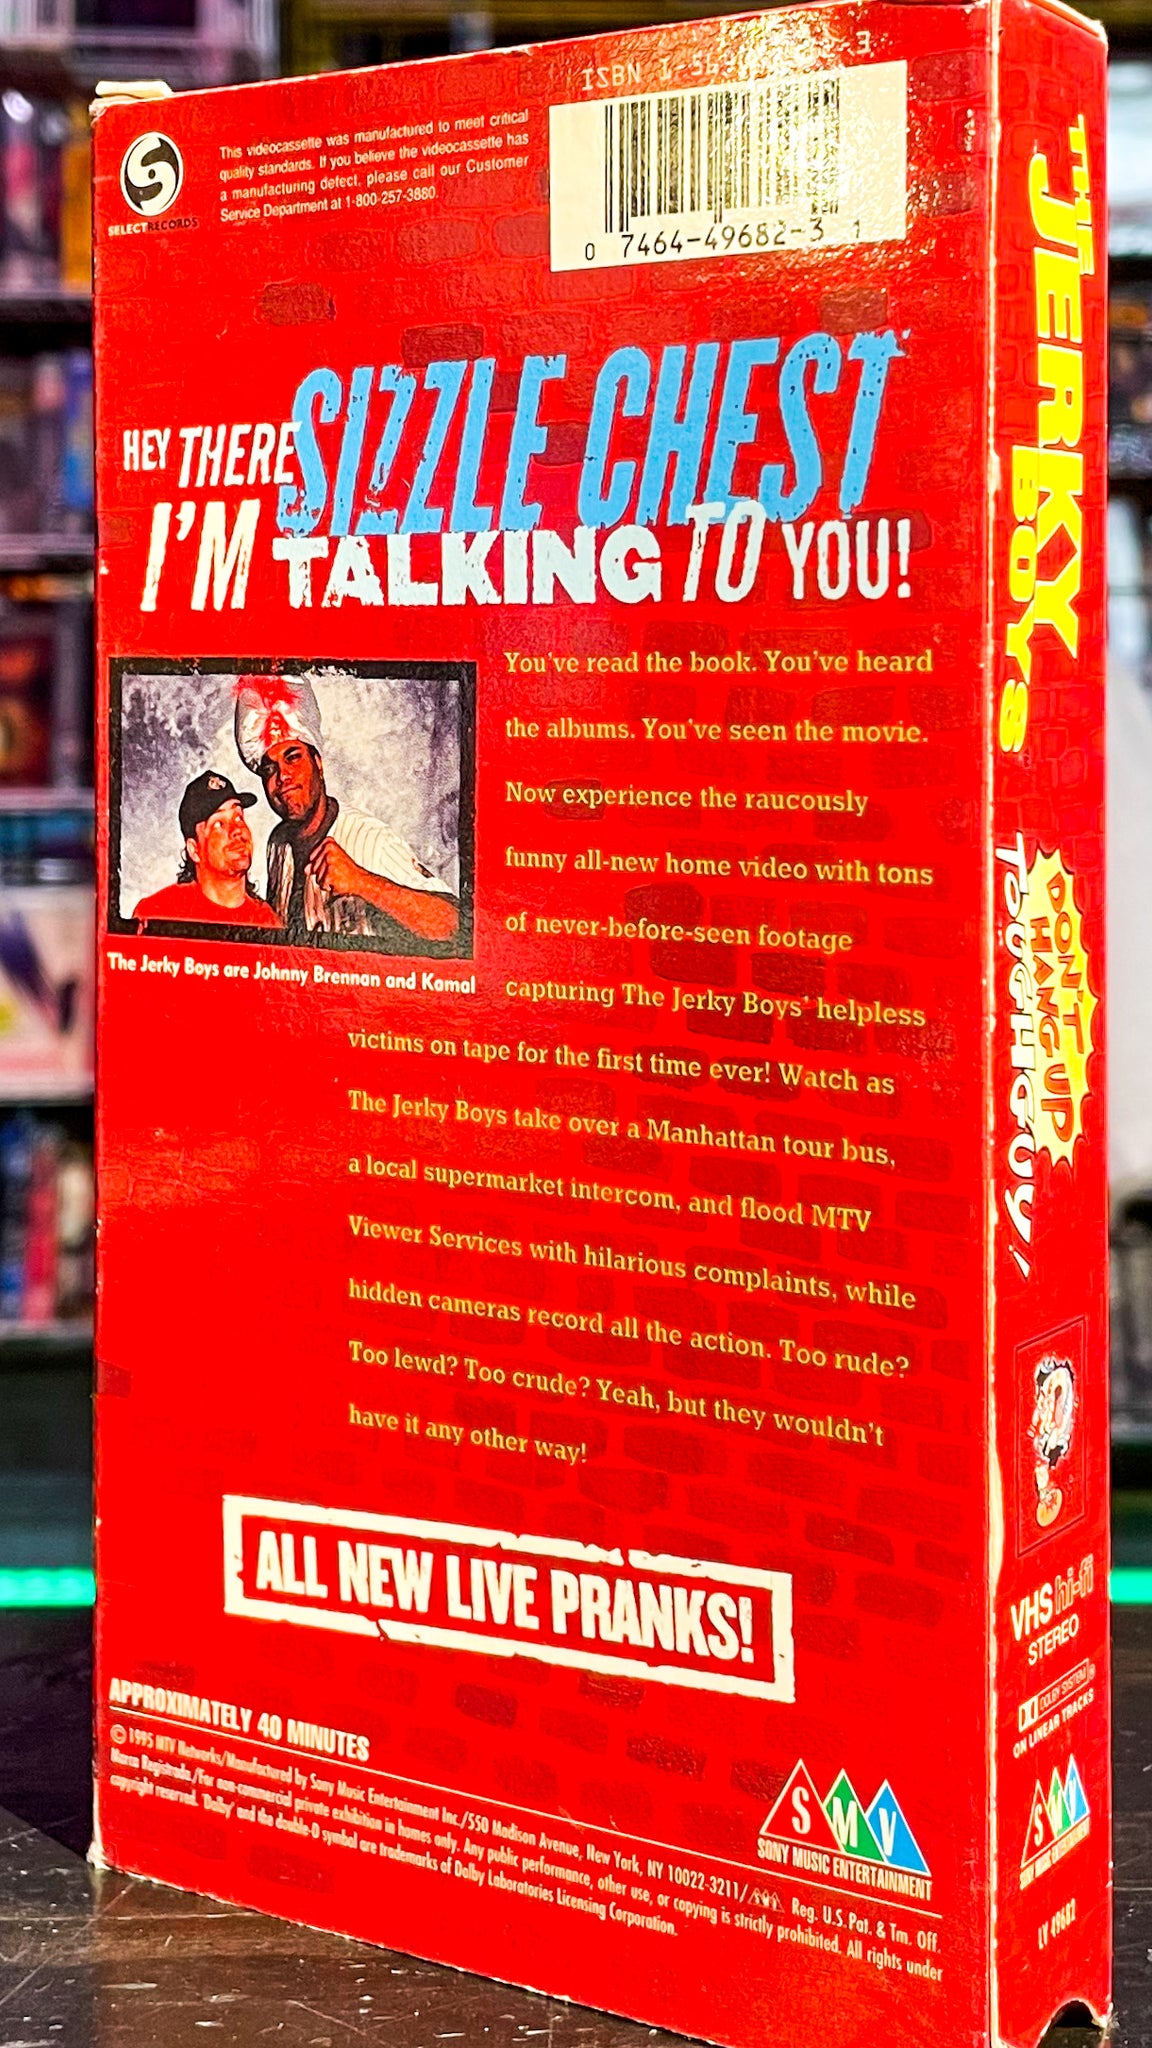 ISBN 1-56
This videocassette was manufactured to meet critical
quality standards. If you believe the videocassette has
a manufacturing defect, please call our Customer
Service Department at 1-800-257-3880.
SELECT RECORDS
0 7464-49682-3 1
HEY THERE SIZZLE CHEST
I'M TALKING TO YOU!
You've read the book. You've heard
the albums. You've seen the movie.
Now experience the raucously
funny all-new home video with tons
of never-before-seen footage
capturing The Jerky Boys' helpless
victims on tape for the first time ever! Watch as
The Jerky Boys take over a Manhattan tour bus,
a local supermarket intercom, and flood MTV
Viewer Services with hilarious complaints, while
hidden cameras record all the action. Too rude?
Too lewd? Too crude? Yeah, but they wouldn't
have it any other way!
The Jerky Boys are Johnny Brennan and Kamal
ALL NEW LIVE PRANKS!
APPROXIMATELY 40 MINUTES
© 1995 MTV Networks/Manufactured by Sony Music Entertainment Inc./550 Madison Avenue, New York, NY 10022-3211/ Reg. U.S. Pat. & Tm. Off.
Marca Registrada./For non-commercial private exhibition in homes only. Any public performance, other use, or copying is strictly prohibited. All rights under
copyright reserved. 'Dolby' and the double-D symbol are trademarks of Dolby Laboratories Licensing Corporation.
SMV
SONY MUSIC ENTERTAINMENT
THE JERKY BOYS
DON'T
HANG UP
TOUGHGUY!
VHS hi-fi
STEREO
DOLBY SYSTEM ®
ON LINEAR TRACKS
SMV
SONY MUSIC ENTERTAINMENT
LV 49682